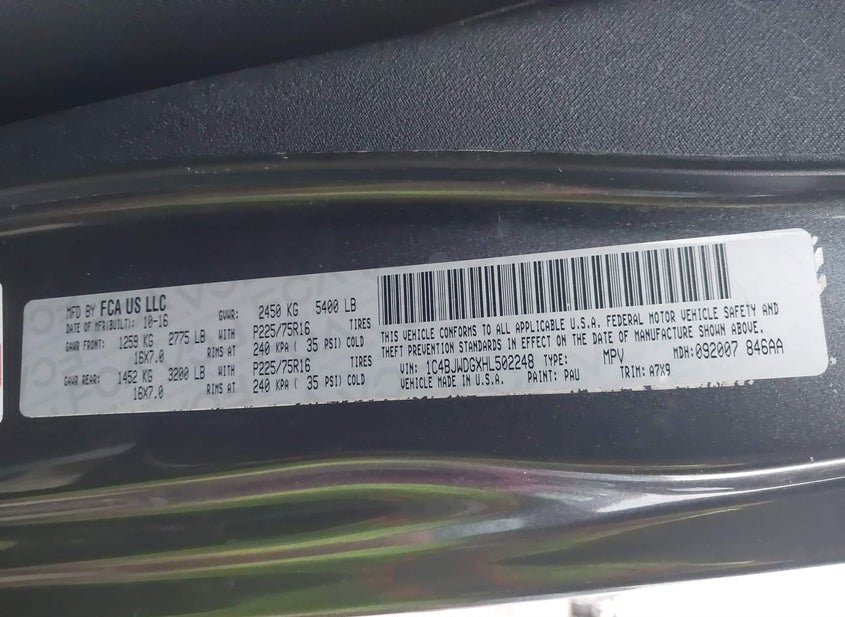 MFD BY FCA US LLC
DATE OF MFR(BUILT): 10-16
GVWR: 2450 KG 5400 LB
GAWR FRONT: 1259 KG 2775 LB WITH P225/75R16 TIRES
16X7.0 RIMS AT 240 KPA ( 35 PSI) COLD
GAWR REAR: 1452 KG 3200 LB WITH P225/75R16 TIRES
16X7.0 RIMS AT 240 KPA ( 35 PSI) COLD
THIS VEHICLE CONFORMS TO ALL APPLICABLE U.S.A. FEDERAL MOTOR VEHICLE SAFETY AND
THEFT PREVENTION STANDARDS IN EFFECT ON THE DATE OF MANUFACTURE SHOWN ABOVE.
VIN: 1C4BJWDGXHL502248 TYPE: MPV MDH: 092007 846AA
VEHICLE MADE IN U.S.A. PAINT: PAU TRIM: A7X9